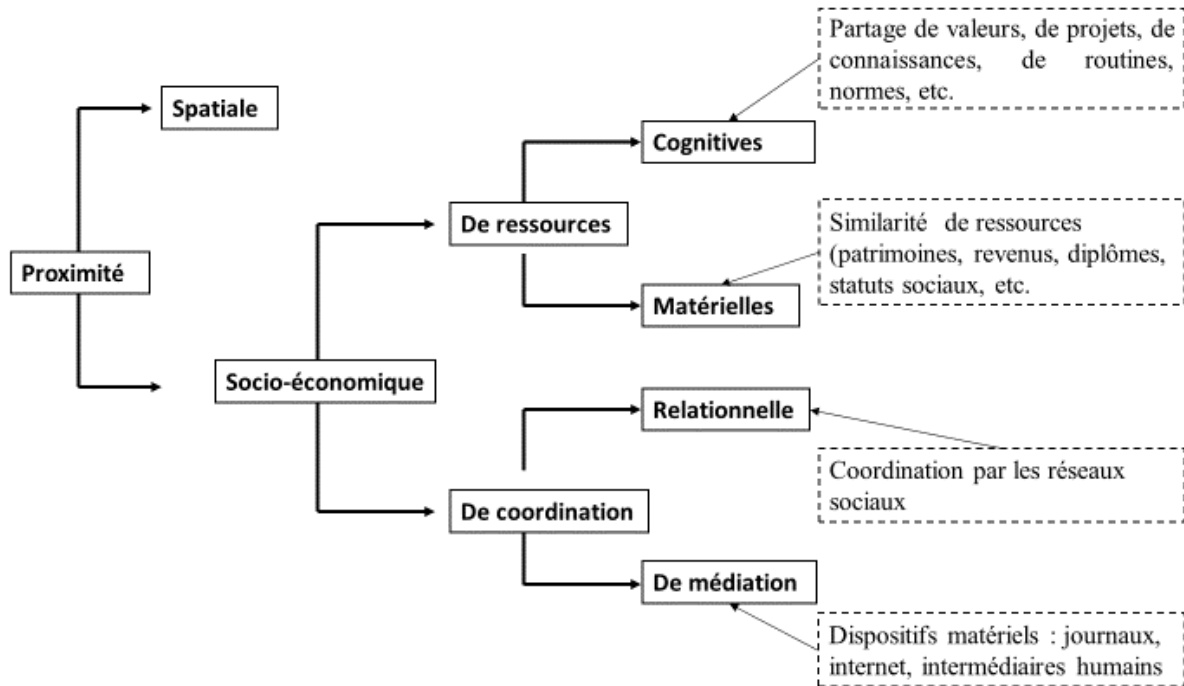 Partage de valeurs, de projets, de
connaissances, de routines,
normes, etc.
Spatiale
Cognitives
De ressources
Similarité de ressources
(patrimoines, revenus, diplômes,
statuts sociaux, etc.
Proximité
Matérielles
Socio-économique
Relationnelle
Coordination par les réseaux
sociaux
De coordination
De médiation
Dispositifs matériels : journaux,
internet, intermédiaires humains